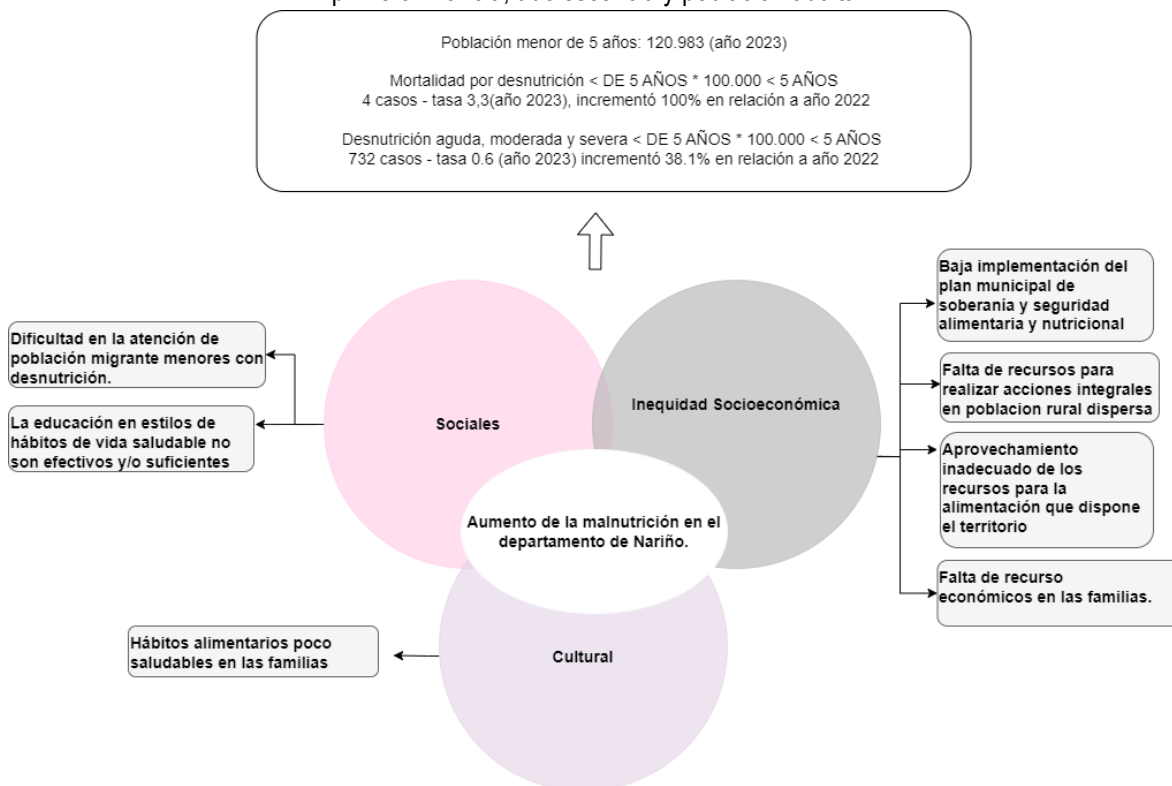 Población menor de 5 años: 120.983 (año 2023)
Mortalidad por desnutrición < DE 5 AÑOS * 100.000 < 5 AÑOS
4 casos - tasa 3,3(año 2023), incrementó 100% en relación a año 2022
Desnutrición aguda, moderada y severa < DE 5 AÑOS * 100.000 < 5 AÑOS
732 casos - tasa 0.6 (año 2023) incrementó 38.1% en relación a año 2022
Dificultad en la atención de
población migrante menores con
desnutrición.
La educación en estilos de
hábitos de vida saludable no
son efectivos y/o suficientes
Sociales
Inequidad Socioeconómica
Baja implementación del
plan municipal de
soberanía y seguridad
alimentaria y nutricional
Falta de recursos para
realizar acciones integrales
en poblacion rural dispersa
Aprovechamiento
inadecuado de los
recursos para la
alimentación que dispone
el territorio
Falta de recurso
económicos en las familias.
Aumento de la malnutrición en el
departamento de Nariño.
Hábitos alimentarios poco
saludables en las familias
Cultural